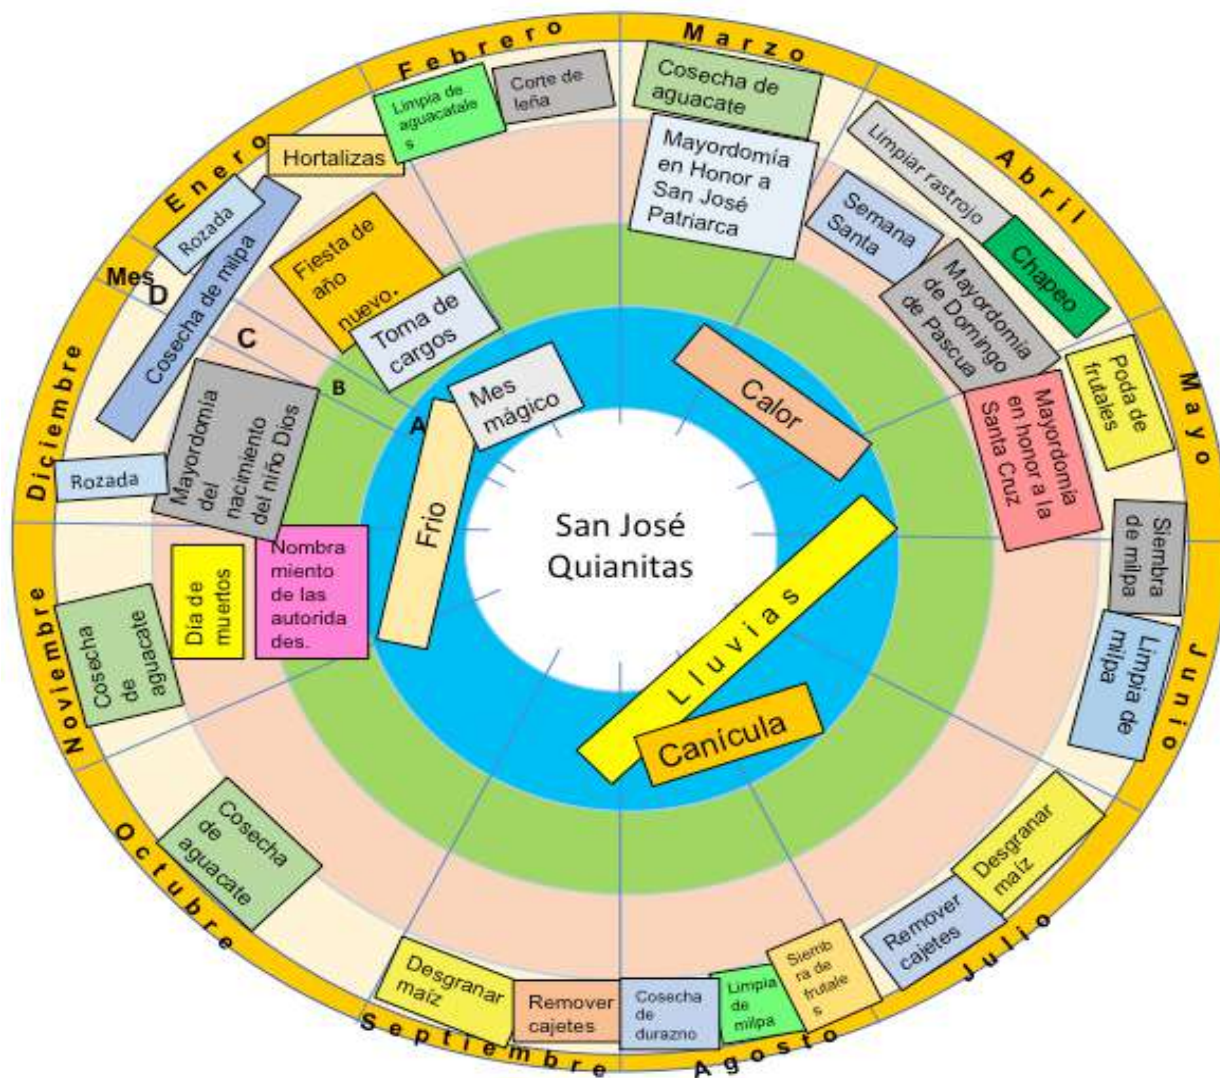 Enero
Febrero
Marzo
Abril
Mayo
Junio
Julio
Agosto
Septiembre
Octubre
Noviembre
Diciembre
Mes
D
C
B
A
Rozada
Cosecha de milpa
Hortalizas
Limpia de
aguacatale
s
Corte de
leña
Cosecha de
aguacate
Mayordomía
en Honor a
San José
Patriarca
Limpiar rastrojo
Chapeo
Semana
Santa
Mayordomía
de Domingo
de Pascua
Poda de
frutales
Mayordomía
en honor a la
Santa Cruz
Siembra
de milpa
Limpia de
milpa
Desgranar
maíz
Remover
cajetes
Siemb
ra de
frutale
s
Limpia
de
milpa
Cosecha
de
durazno
Remover
cajetes
Desgranar
maíz
Cosecha
de
aguacate
Cosecha
de
aguacate
Día de
muertos
Nombra
miento
de las
autorida
des.
Rozada
Mayordomía
del
nacimiento
del niño Dios
Fiesta de
año
nuevo.
Toma de
cargos
Mes
mágico
Frio
Calor
Lluvias
Canícula
San José
Quianitas